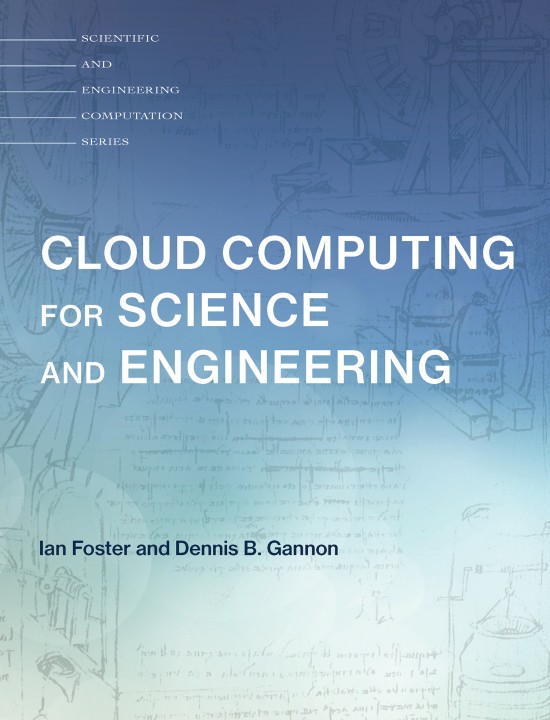 SCIENTIFIC
AND
ENGINEERING
COMPUTATION
SERIES
CLOUD COMPUTING
FOR SCIENCE
AND ENGINEERING
Ian Foster and Dennis B. Gannon